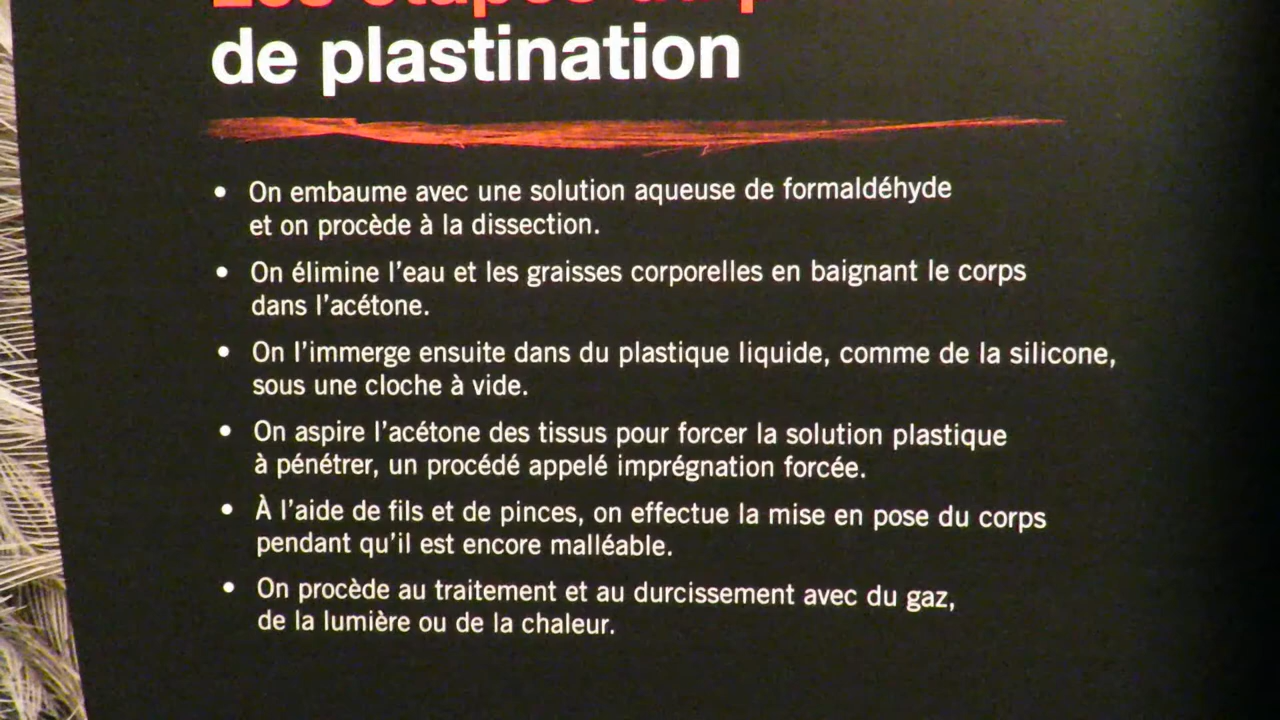 Les étapes du
de plastination
• On embaume avec une solution aqueuse de formaldéhyde
et on procède à la dissection.
• On élimine l'eau et les graisses corporelles en baignant le corps
dans l'acétone.
• On l'immerge ensuite dans du plastique liquide, comme de la silicone,
sous une cloche à vide.
• On aspire l'acétone des tissus pour forcer la solution plastique
à pénétrer, un procédé appelé imprégnation forcée.
• À l'aide de fils et de pinces, on effectue la mise en pose du corps
pendant qu'il est encore malléable.
• On procède au traitement et au durcissement avec du gaz,
de la lumière ou de la chaleur.